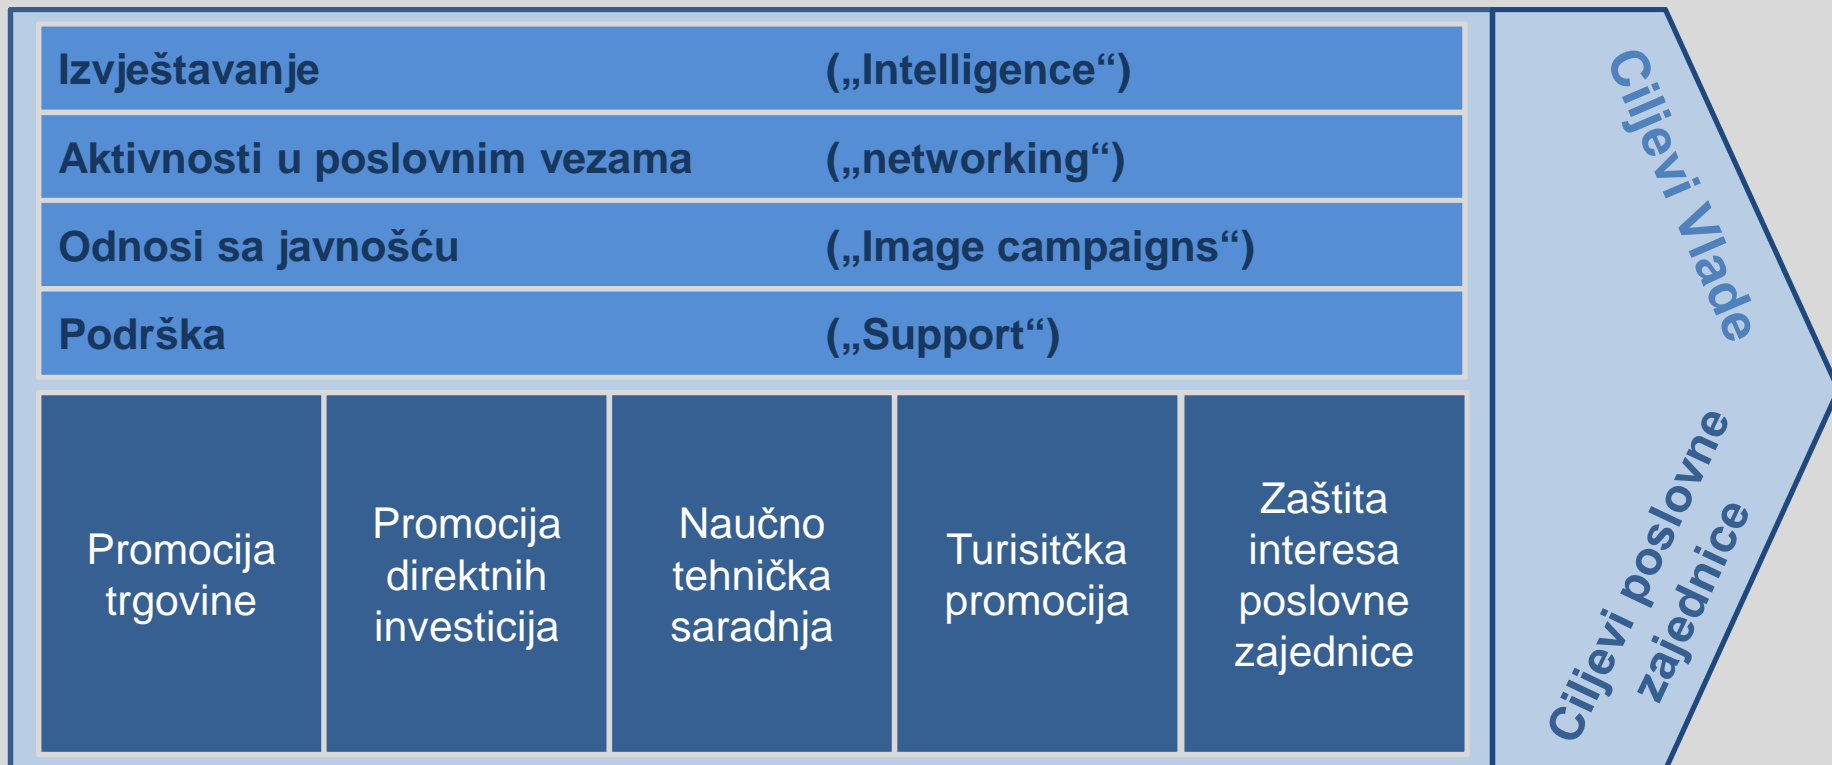 Izvještavanje („Intelligence“)
Aktivnosti u poslovnim vezama („networking“)
Odnosi sa javnošću („Image campaigns“)
Podrška („Support“)
Promocija
trgovine
Promocija
direktnih
investicija
Naučno
tehnička
saradnja
Turisitčka
promocija
Zaštita
interesa
poslovne
zajednice
Ciljevi Vlade
Ciljevi poslovne
zajednice